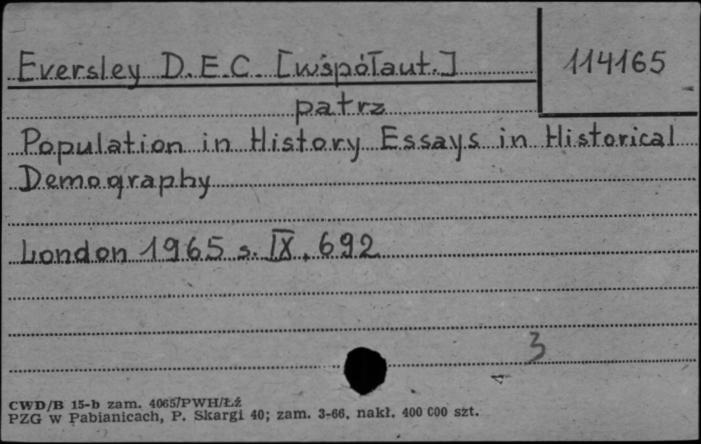 Eversley D.E.C. [współaut.]
114165
patrz
Population in History Essays in Historical
Demography
London 1965 s. IX, 692
3
CWD/B 15-b zam. 4065/PWH/Łź
PZG w Pabianicach, P. Skargi 40; zam. 3-66, nakł. 400 000 szt.